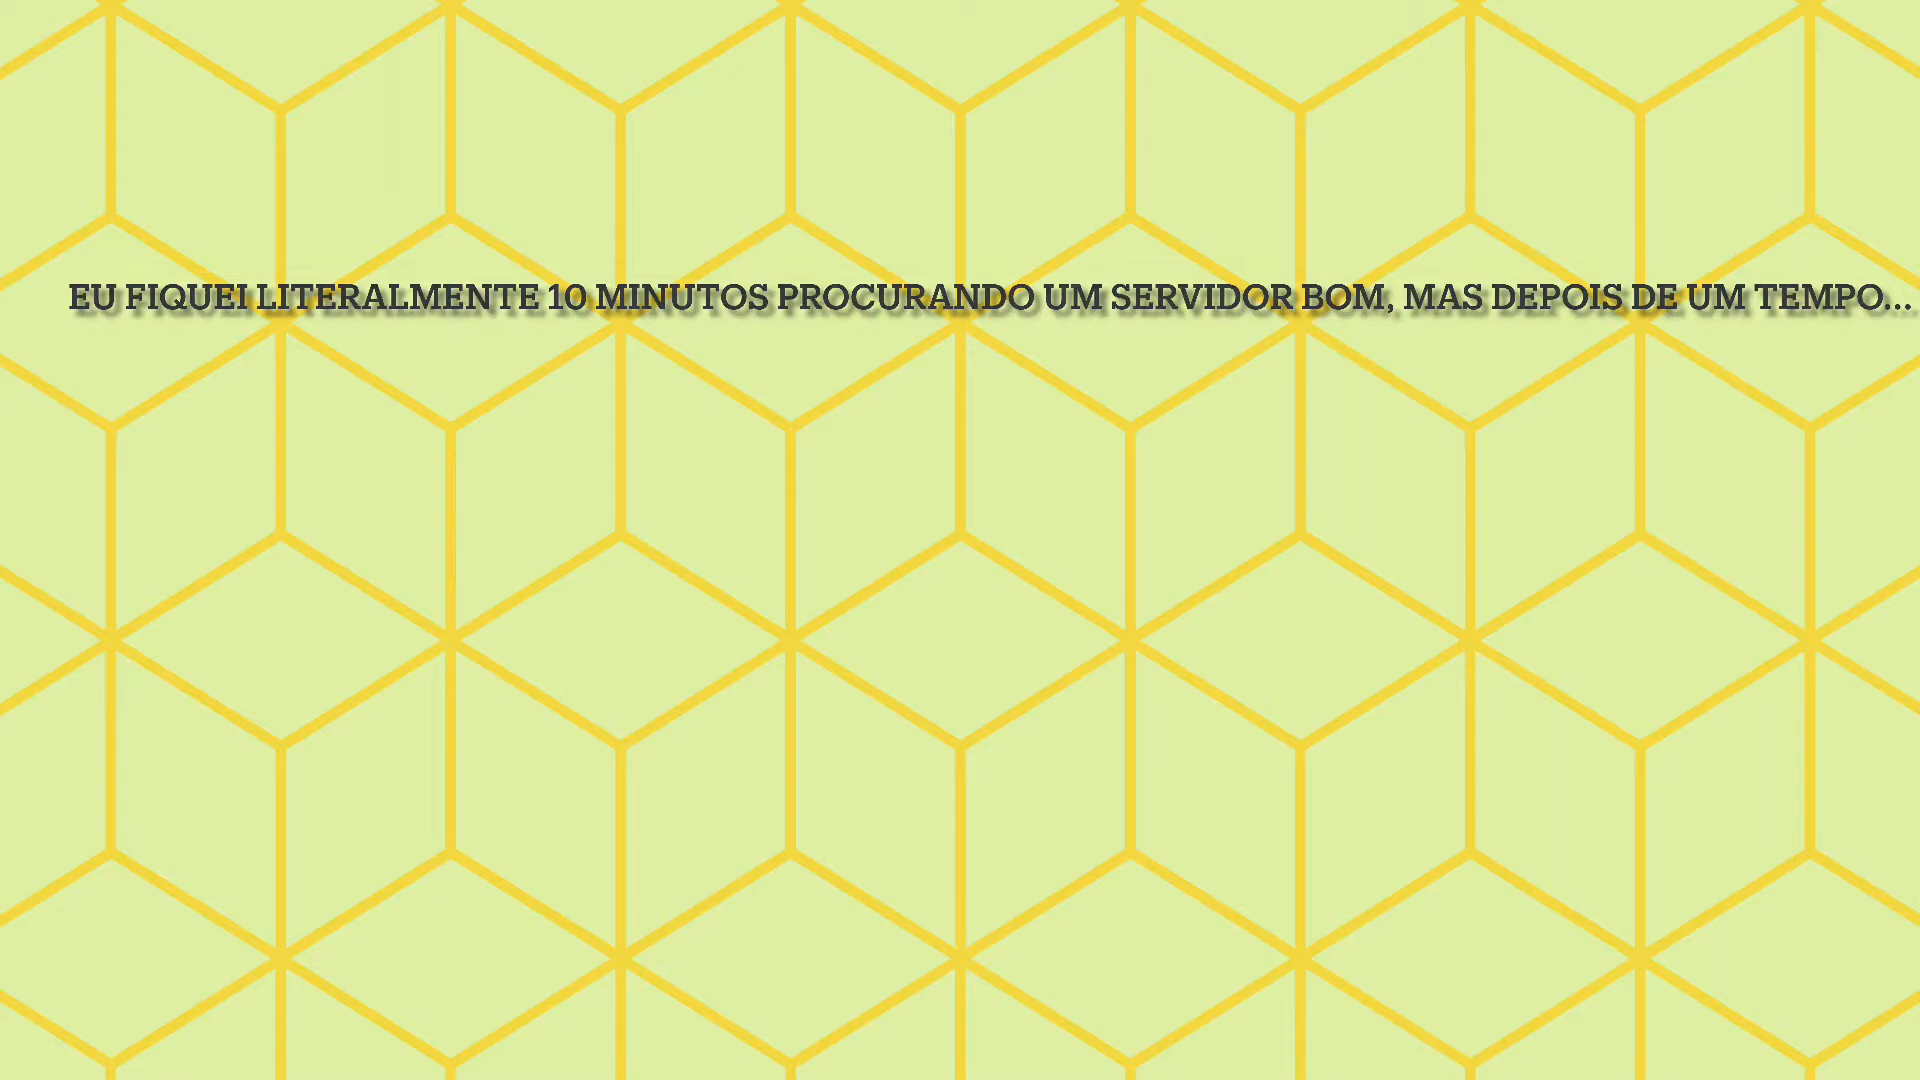 EU FIQUEI LITERALMENTE 10 MINUTOS PROCURANDO UM SERVIDOR BOM, MAS DEPOIS DE UM TEMPO...